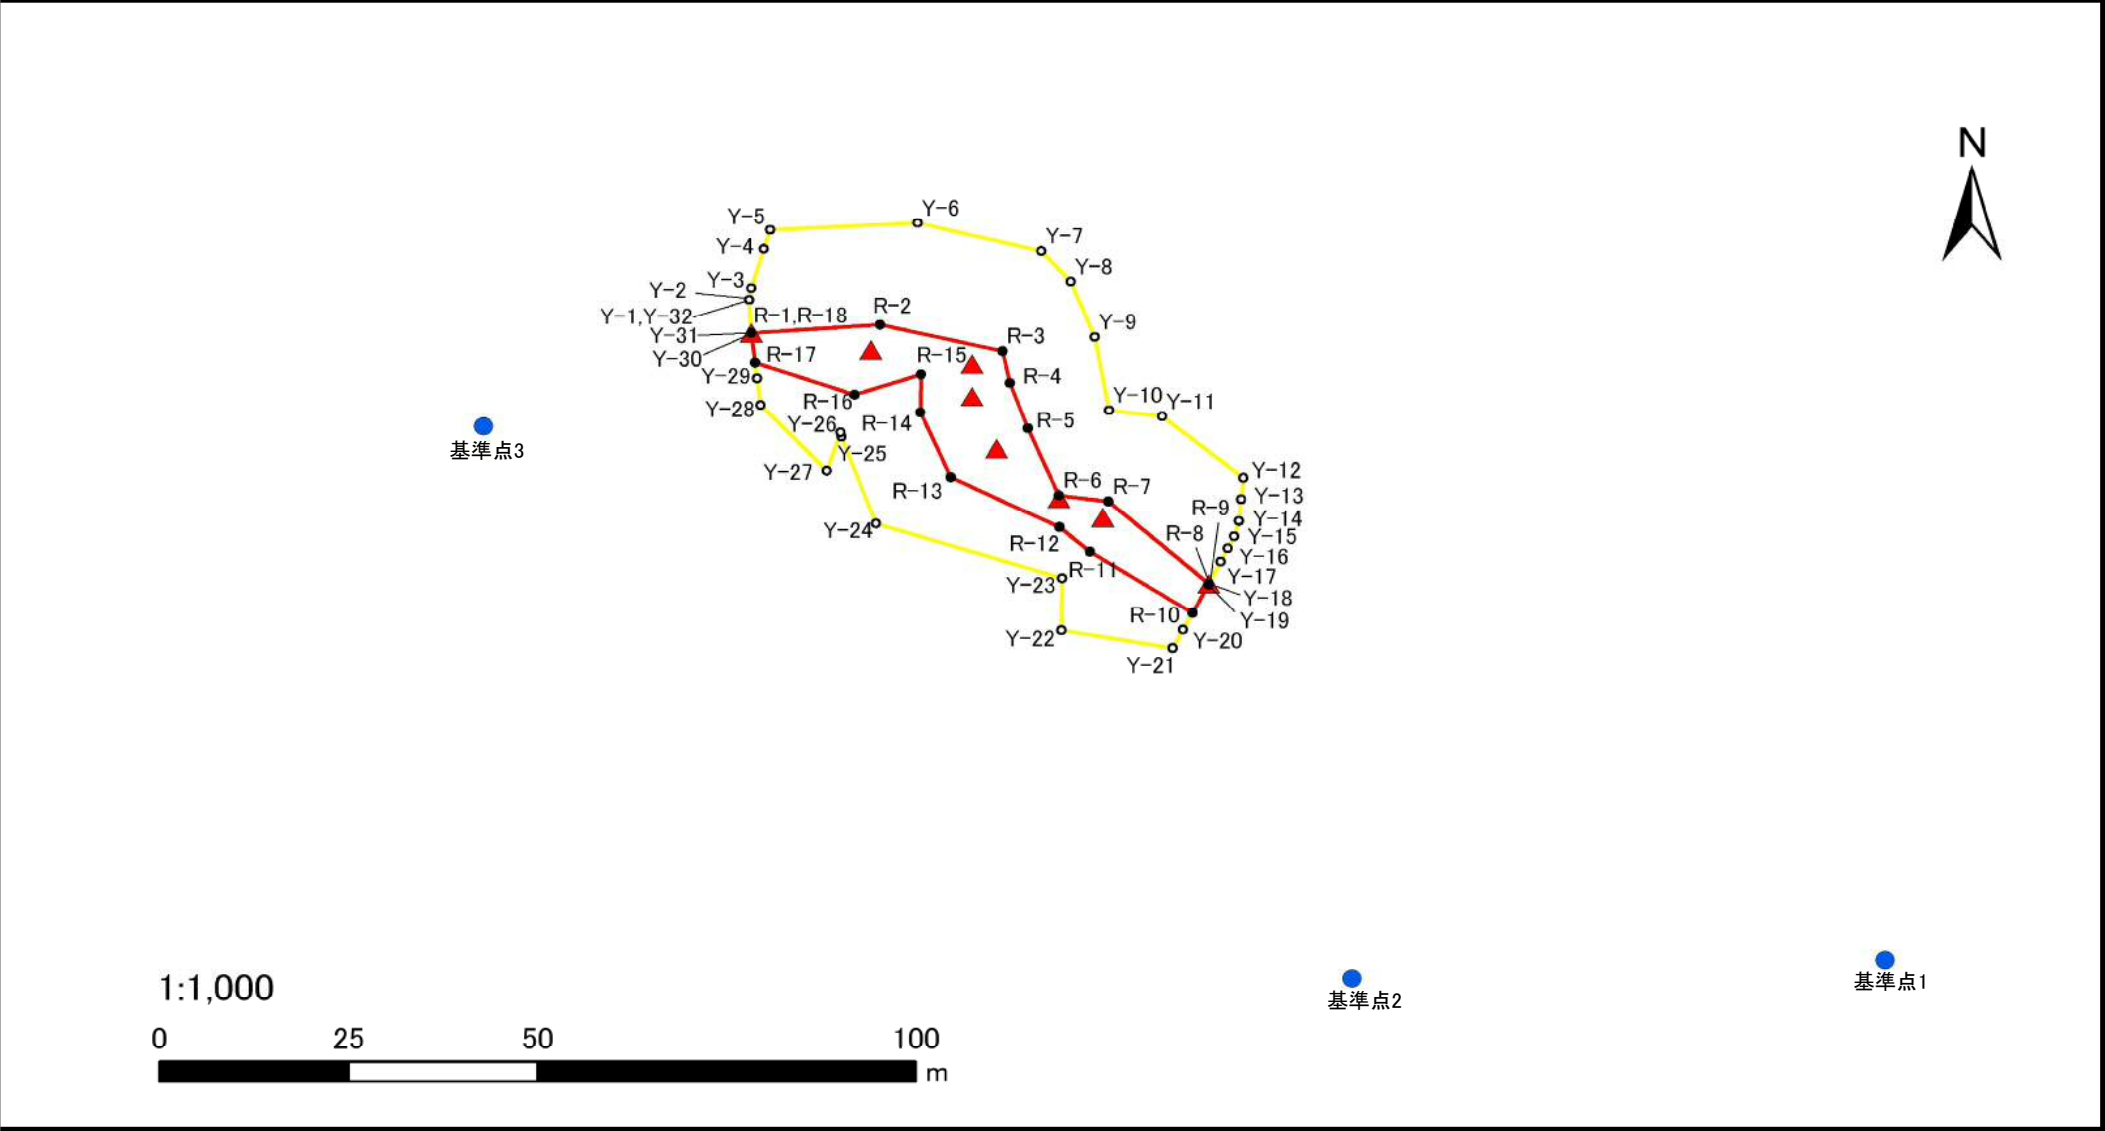 N
Y-6
Y-5
Y-7
Y-4
Y-8
Y-3
Y-2
R-2
Y-1,Y-32
R-1,R-18
Y-9
Y-31
R-3
Y-30
R-17
R-15
Y-29
R-4
Y-10
Y-11
R-16
Y-28
Y-26
R-14
R-5
基準点3
Y-25
Y-27
Y-12
R-6
R-7
R-13
Y-13
R-9
Y-14
Y-24
R-8
Y-15
R-12
Y-16
R-11
Y-17
Y-23
Y-18
R-10
Y-19
Y-22
Y-20
Y-21
基準点1
基準点2
1:1,000
0 25 50 100
m